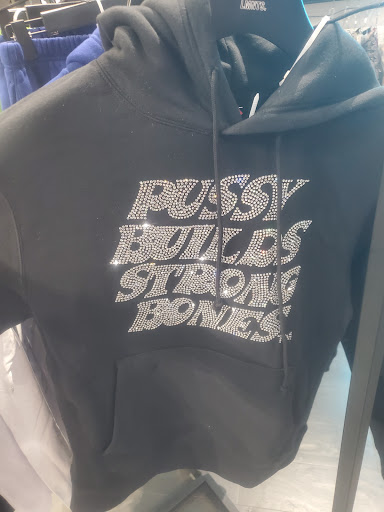 PUSSY
BUILDS
STRONG
BONES.